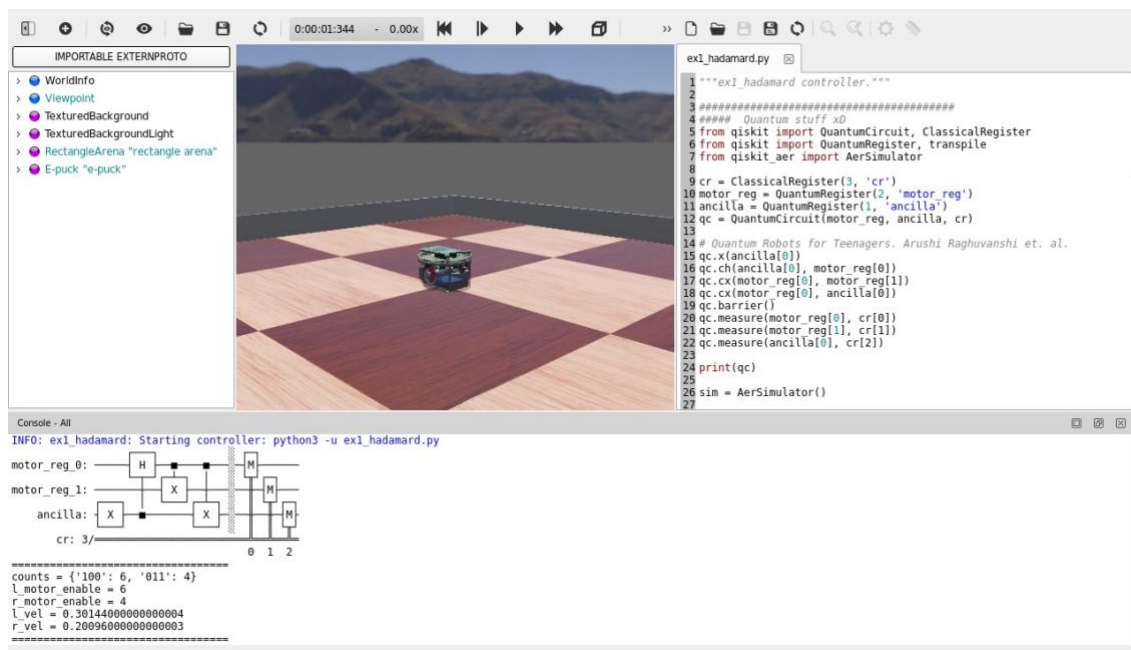 0:00:01:344 - 0.00x
IMPORTABLE EXTERNPROTO
WorldInfo
Viewpoint
TexturedBackground
TexturedBackgroundLight
RectangleArena "rectangle arena"
E-puck "e-puck"
ex1_hadamard.py
1 """ex1_hadamard controller."""
2
3 ########################################
4 ##### Quantum stuff xD
5 from qiskit import QuantumCircuit, ClassicalRegister
6 from qiskit import QuantumRegister, transpile
7 from qiskit_aer import AerSimulator
8
9 cr = ClassicalRegister(3, 'cr')
10 motor_reg = QuantumRegister(2, 'motor_reg')
11 ancilla = QuantumRegister(1, 'ancilla')
12 qc = QuantumCircuit(motor_reg, ancilla, cr)
13
14 # Quantum Robots for Teenagers. Arushi Raghuvanshi et. al.
15 qc.x(ancilla[0])
16 qc.ch(ancilla[0], motor_reg[0])
17 qc.cx(motor_reg[0], motor_reg[1])
18 qc.cx(motor_reg[0], ancilla[0])
19 qc.barrier()
20 qc.measure(motor_reg[0], cr[0])
21 qc.measure(motor_reg[1], cr[1])
22 qc.measure(ancilla[0], cr[2])
23
24 print(qc)
25
26 sim = AerSimulator()
27
Console - All
INFO: ex1_hadamard: Starting controller: python3 -u ex1_hadamard.py
motor_reg_0: H M
motor_reg_1: X M
ancilla: X X M
cr: 3/
0 1 2
==================================
counts = {'100': 6, '011': 4}
l_motor_enable = 6
r_motor_enable = 4
l_vel = 0.30144000000000004
r_vel = 0.20096000000000003
==================================